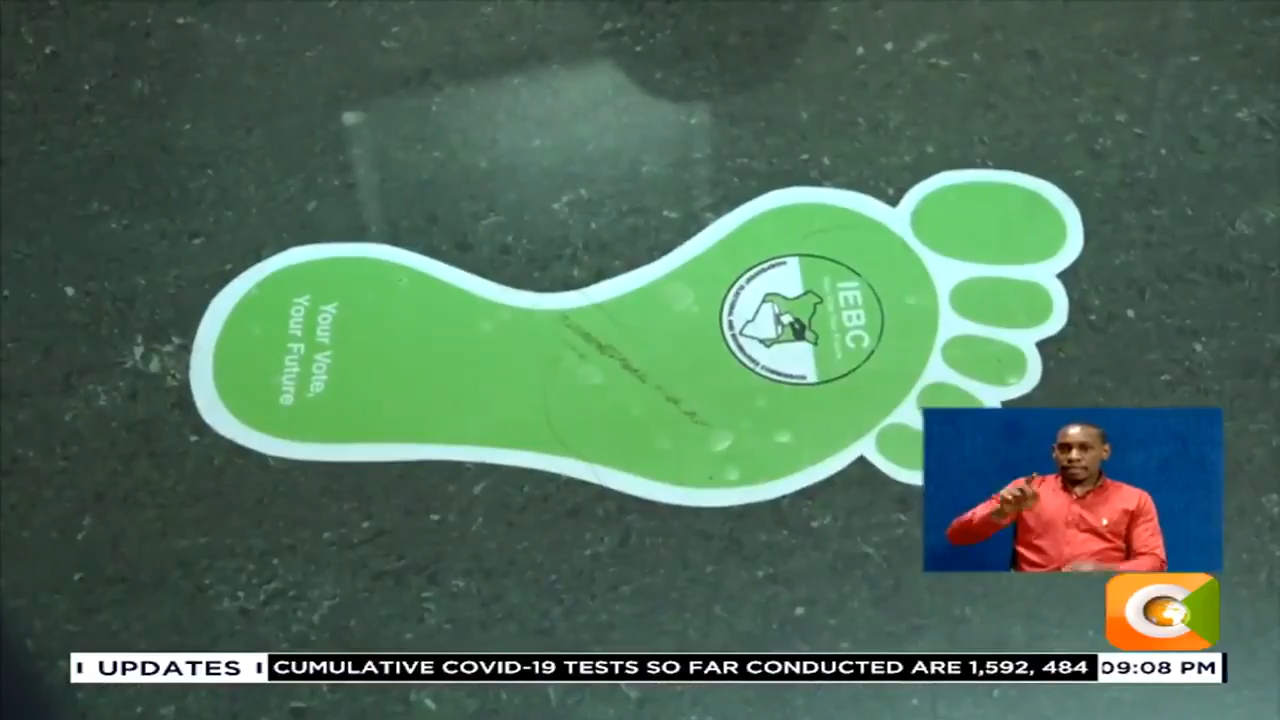 Your Vote,
Your Future
IEBC
UPDATES
CUMULATIVE COVID-19 TESTS SO FAR CONDUCTED ARE 1,592, 484
09:08 PM